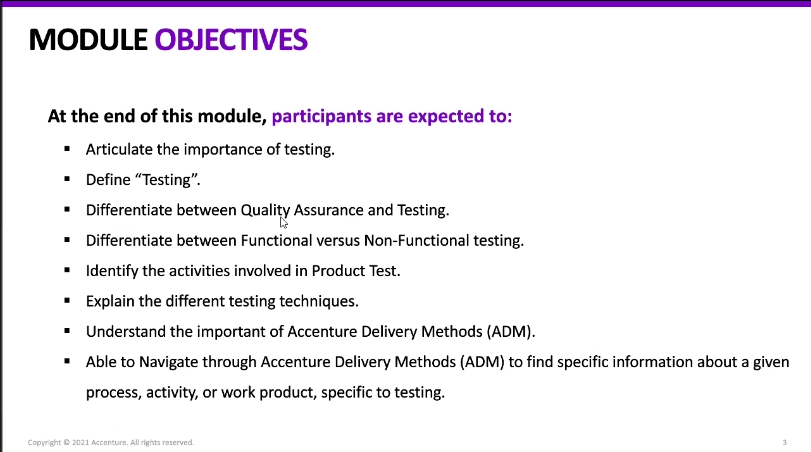 MODULE OBJECTIVES
At the end of this module, participants are expected to:
▪ Articulate the importance of testing.
▪ Define “Testing”.
▪ Differentiate between Quality Assurance and Testing.
▪ Differentiate between Functional versus Non-Functional testing.
▪ Identify the activities involved in Product Test.
▪ Explain the different testing techniques.
▪ Understand the important of Accenture Delivery Methods (ADM).
▪ Able to Navigate through Accenture Delivery Methods (ADM) to find specific information about a given
process, activity, or work product, specific to testing.
Copyright © 2021 Accenture. All rights reserved.
3